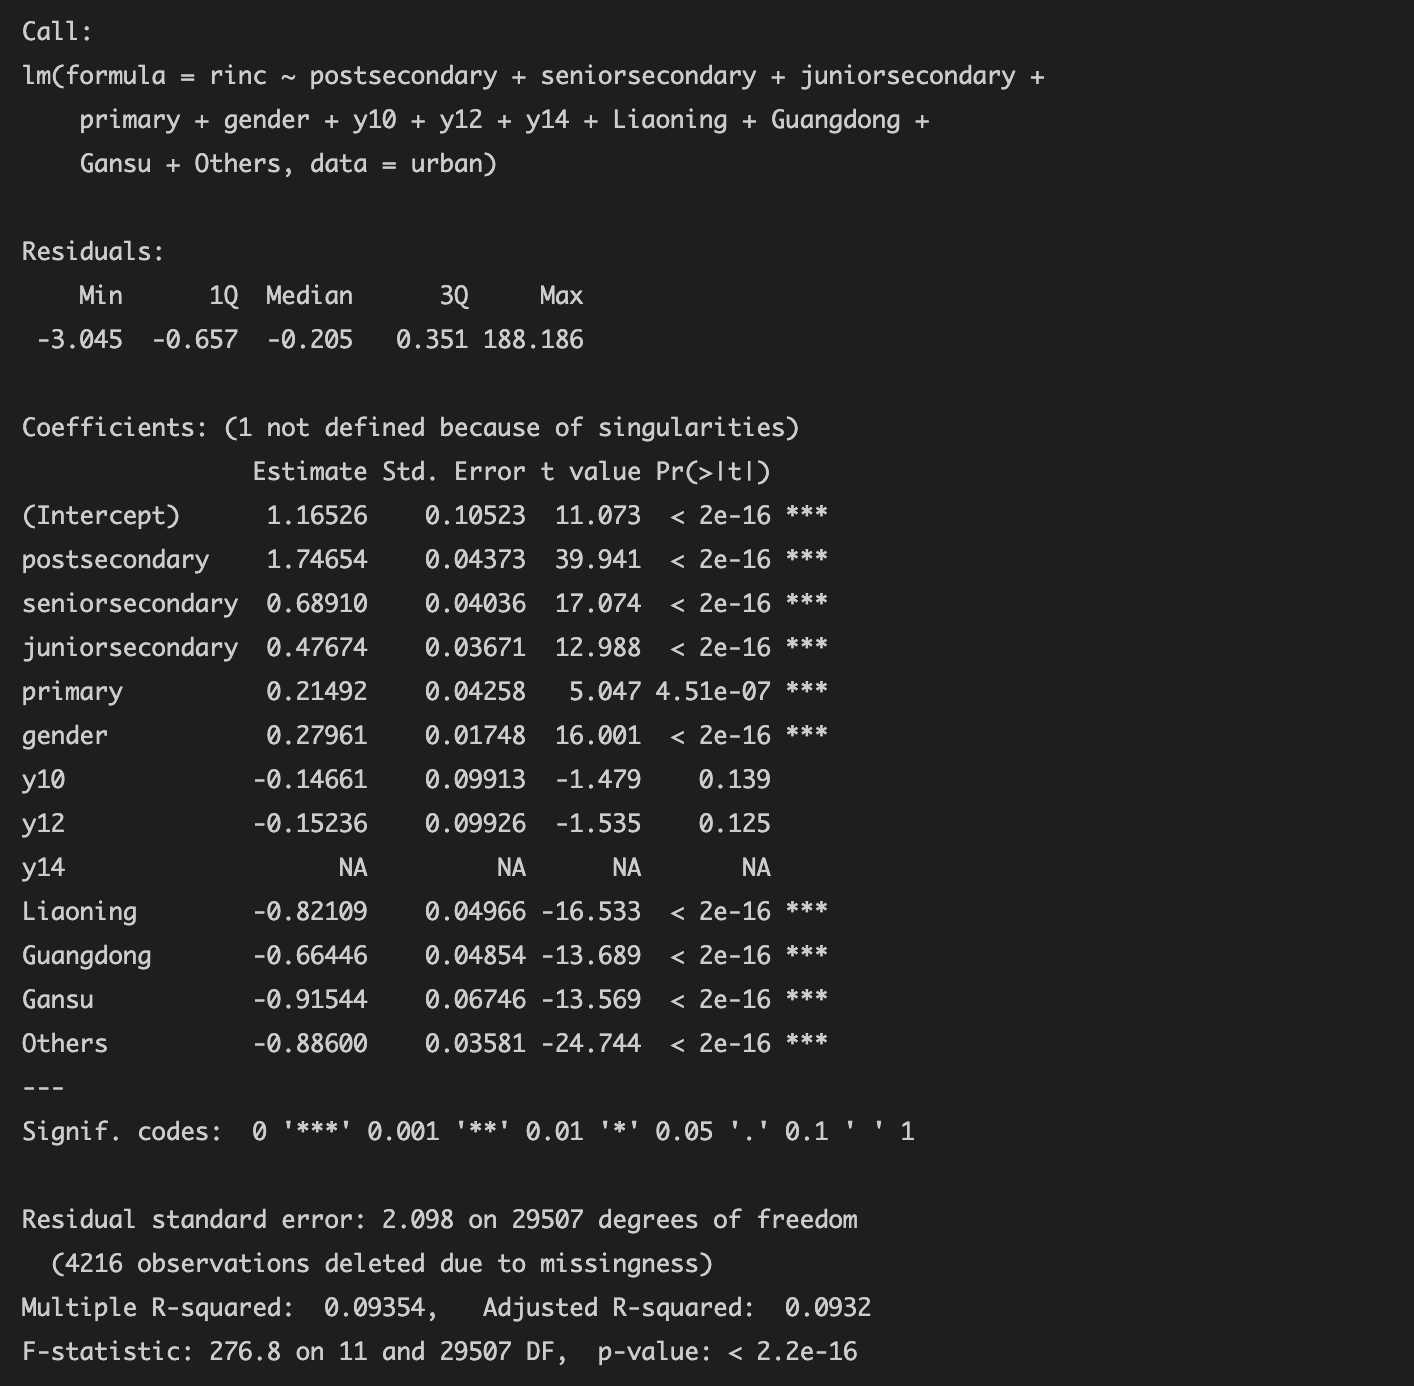 Call:
lm(formula = rinc ~ postsecondary + seniorsecondary + juniorsecondary +
    primary + gender + y10 + y12 + y14 + Liaoning + Guangdong +
    Gansu + Others, data = urban)

Residuals:
    Min      1Q  Median      3Q     Max
 -3.045  -0.657  -0.205   0.351 188.186

Coefficients: (1 not defined because of singularities)
                Estimate Std. Error t value Pr(>|t|)
(Intercept)      1.16526    0.10523  11.073  < 2e-16 ***
postsecondary    1.74654    0.04373  39.941  < 2e-16 ***
seniorsecondary  0.68910    0.04036  17.074  < 2e-16 ***
juniorsecondary  0.47674    0.03671  12.988  < 2e-16 ***
primary          0.21492    0.04258   5.047 4.51e-07 ***
gender           0.27961    0.01748  16.001  < 2e-16 ***
y10             -0.14661    0.09913  -1.479    0.139
y12             -0.15236    0.09926  -1.535    0.125
y14                   NA         NA      NA       NA
Liaoning        -0.82109    0.04966 -16.533  < 2e-16 ***
Guangdong       -0.66446    0.04854 -13.689  < 2e-16 ***
Gansu           -0.91544    0.06746 -13.569  < 2e-16 ***
Others          -0.88600    0.03581 -24.744  < 2e-16 ***
---
Signif. codes:  0 '***' 0.001 '**' 0.01 '*' 0.05 '.' 0.1 ' ' 1

Residual standard error: 2.098 on 29507 degrees of freedom
  (4216 observations deleted due to missingness)
Multiple R-squared:  0.09354,   Adjusted R-squared:  0.0932
F-statistic: 276.8 on 11 and 29507 DF,  p-value: < 2.2e-16